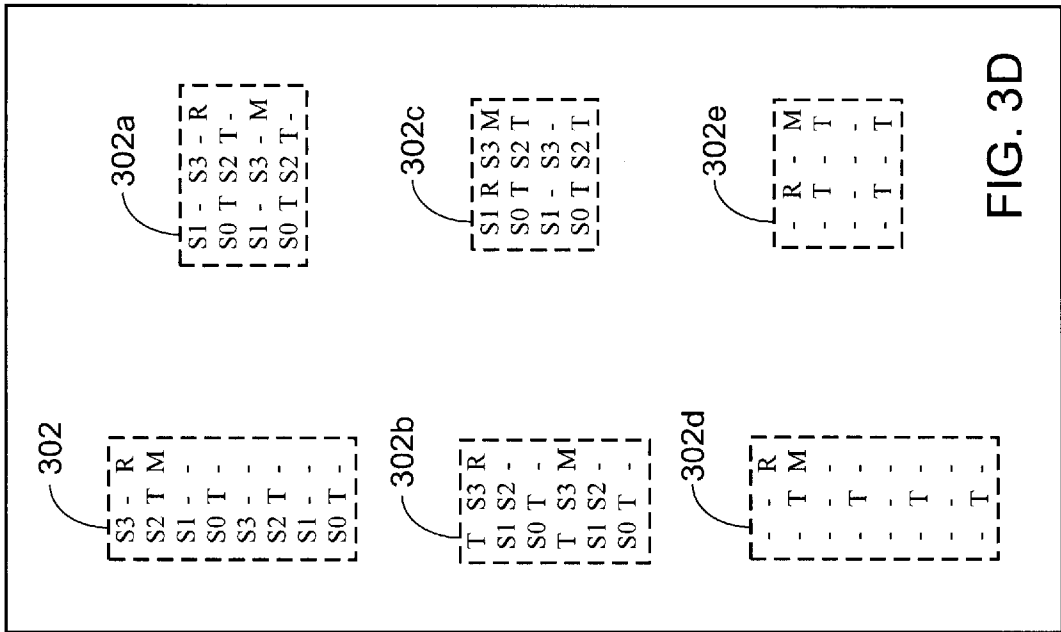 302
S3 - R
S2 T M
S1 - -
S0 T -
S3 - -
S2 T -
S1 - -
S0 T -
302a
S1 - S3 - R
S0 T S2 T -
S1 - S3 - M
S0 T S2 T -
302b
T S3 R
S1 S2 -
S0 T -
T S3 M
S1 S2 -
S0 T -
302c
S1 R S3 M
S0 T S2 T
S1 - S3 -
S0 T S2 T
302d
- - R
- T M
- - -
- T -
- - -
- T -
- - -
- T -
302e
- R - M
- T - T
- - - -
- T - T
FIG. 3D